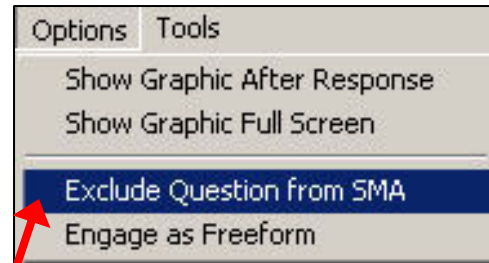 Options Tools
Show Graphic After Response
Show Graphic Full Screen
Exclude Question from SMA
Engage as Freeform